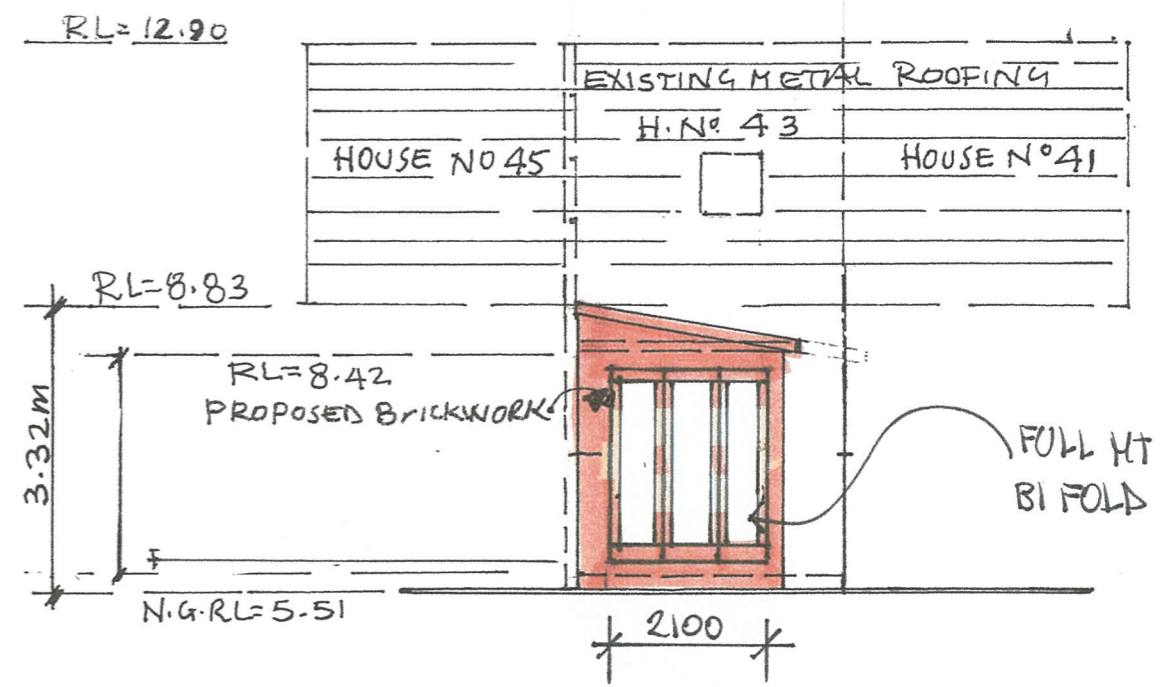 RL= 12.90
EXISTING METAL ROOFING
H. Nº 43
HOUSE NO 45
HOUSE Nº 41
RL=8.83
RL=8.42
PROPOSED BrICKWORK
3.32m
FULL HT
BI FOLD
N.G.RL=5.51
2100